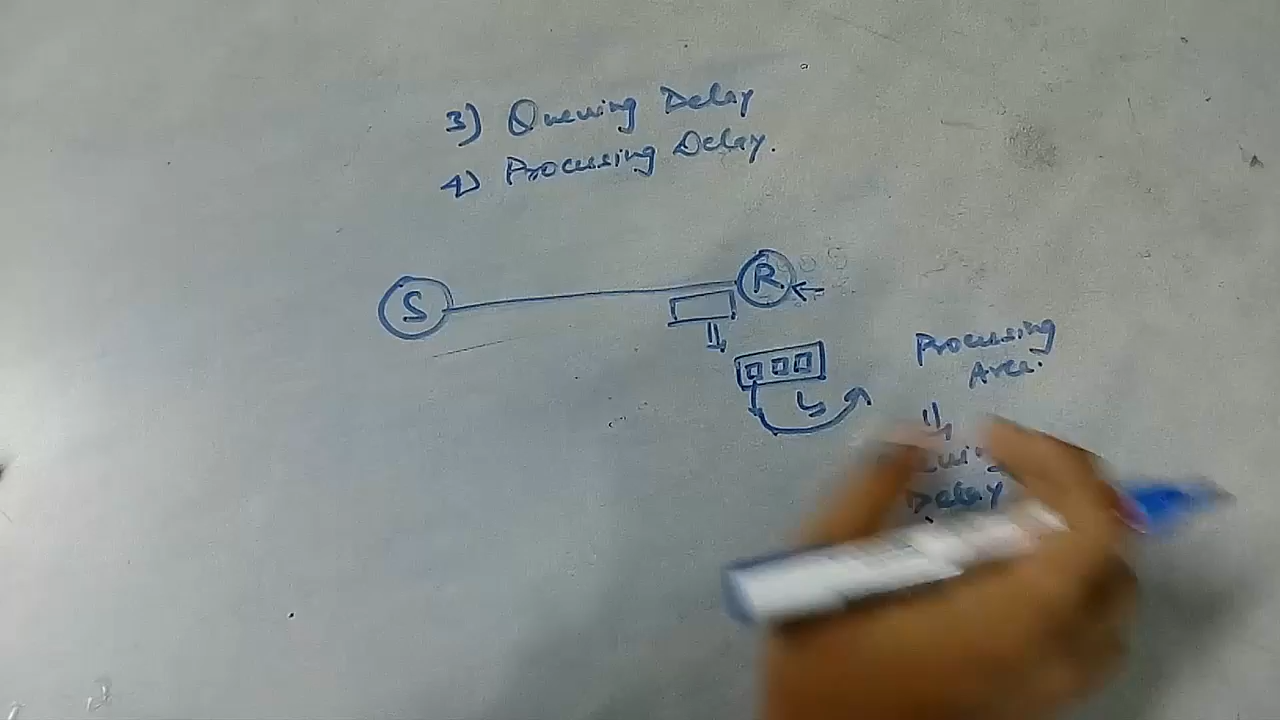 3) Queuing Delay
4) Processing Delay.
S
R
Processing
Area.
Delay